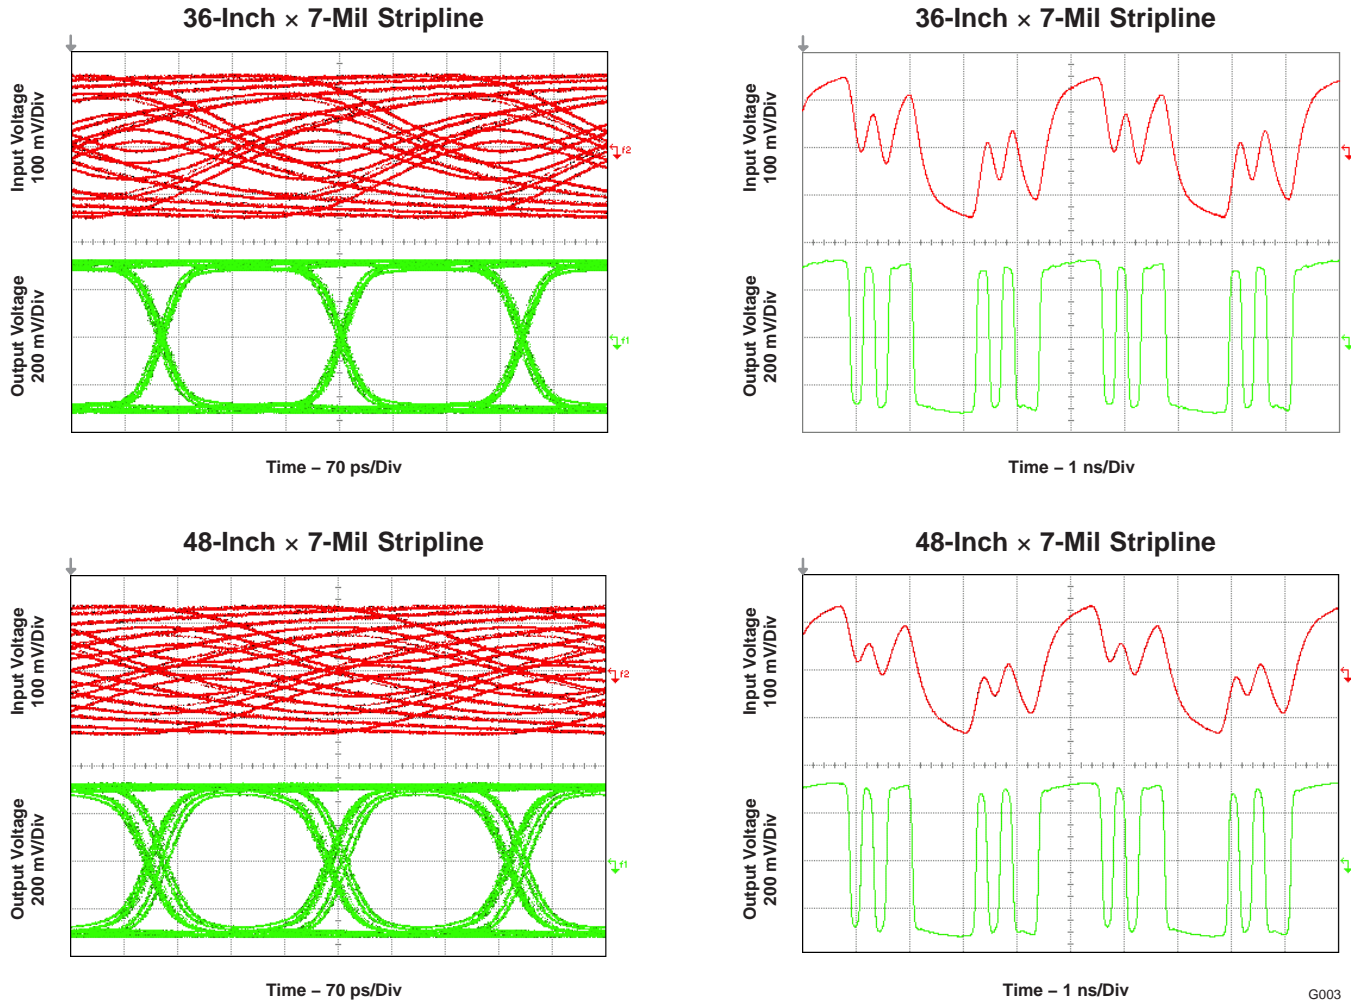 36-Inch × 7-Mil Stripline
Input Voltage
100 mV/Div
f2
Output Voltage
200 mV/Div
f1
Time – 70 ps/Div
36-Inch × 7-Mil Stripline
Input Voltage
100 mV/Div
Output Voltage
200 mV/Div
Time – 1 ns/Div
48-Inch × 7-Mil Stripline
Input Voltage
100 mV/Div
f2
Output Voltage
200 mV/Div
f1
Time – 70 ps/Div
48-Inch × 7-Mil Stripline
Input Voltage
100 mV/Div
Output Voltage
200 mV/Div
Time – 1 ns/Div
G003